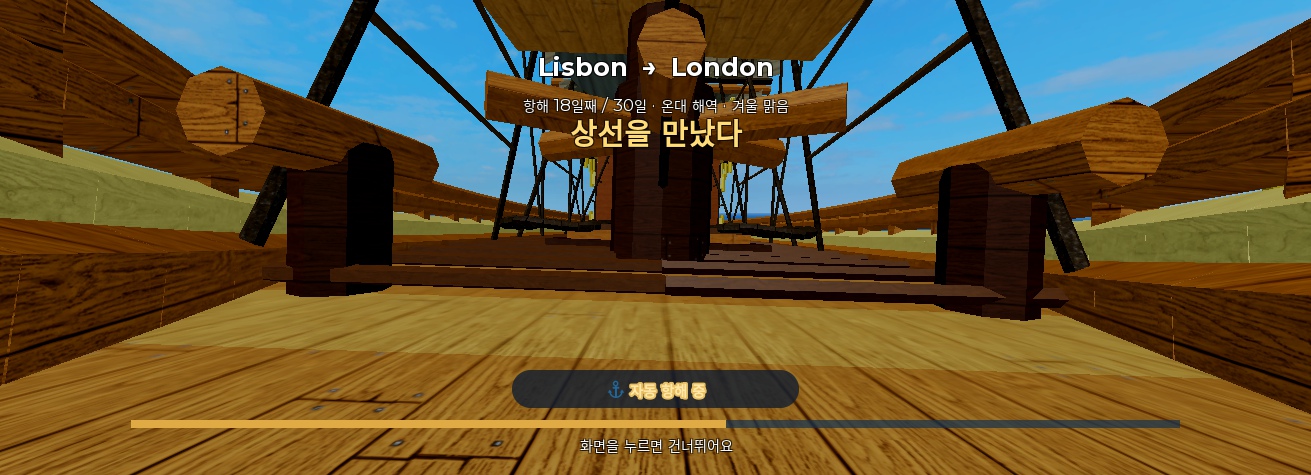 Lisbon → London
항해 18일째 / 30일 · 온대 해역 · 겨울 맑음
상선을 만났다
⚓ 자동 항해 중
화면을 누르면 건너뛰어요